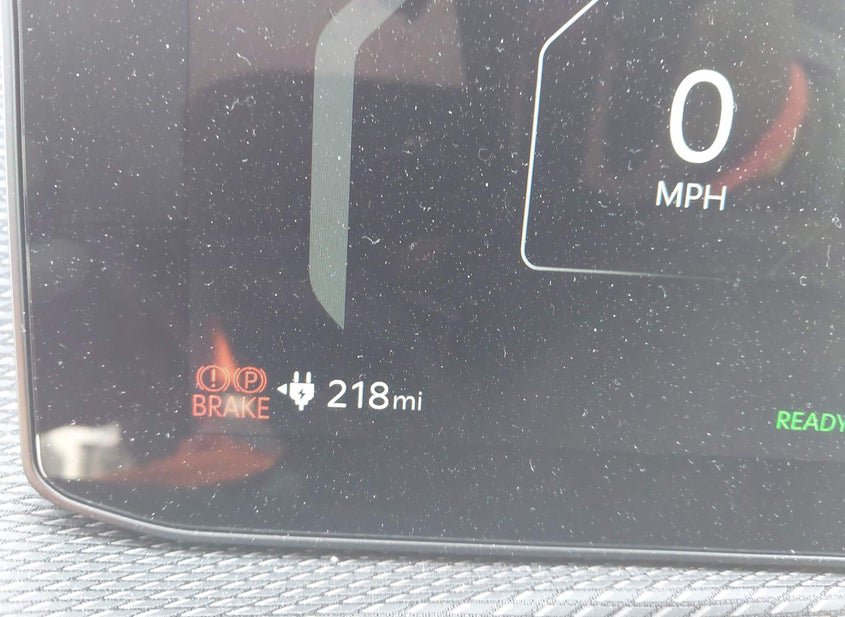 0
MPH
(!) (P)
BRAKE
218mi
READY